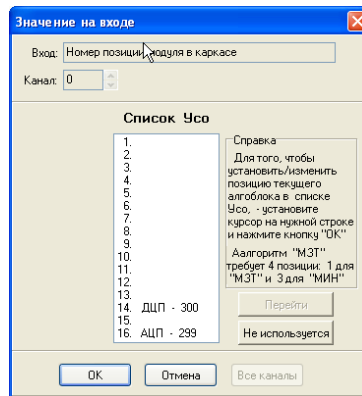 Значение на входе
Вход: Номер позиции модуля в каркасе
Канал: 0
Список Усо
1.
2.
3.
4.
5.
6.
7.
8.
9.
10.
11.
12.
13.
14. ДЦП - 300
15.
16. АЦП - 299
Справка
Для того, чтобы
установить/изменить
позицию текущего
алгоблока в списке
Усо, - установите
курсор на нужной строке
и нажмите кнопку "ОК"
Аалгоритм "МЗТ"
требует 4 позиции: 1 для
"МЗТ" и 3 для "МИН"
Перейти
Не используется
ОК
Отмена
Все каналы